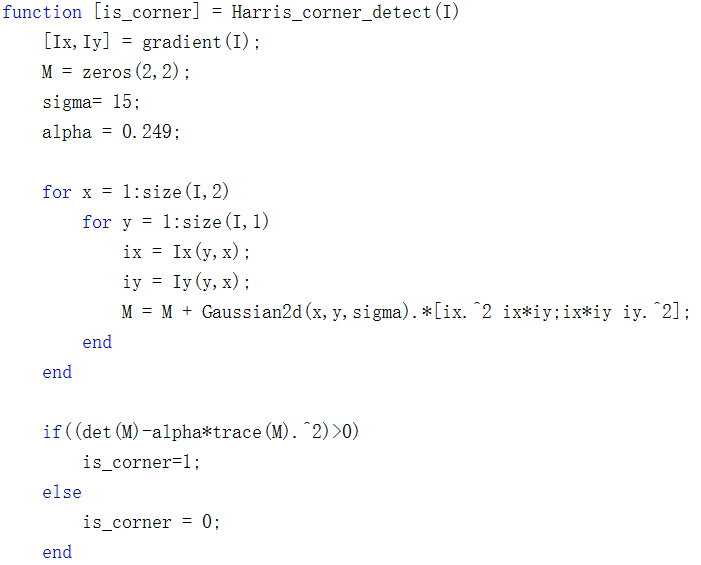 function [is_corner] = Harris_corner_detect(I)
[Ix,Iy] = gradient(I);
M = zeros(2,2);
sigma= 15;
alpha = 0.249;
for x = 1:size(I,2)
for y = 1:size(I,1)
ix = Ix(y,x);
iy = Iy(y,x);
M = M + Gaussian2d(x,y,sigma).*[ix.^2 ix*iy;ix*iy iy.^2];
end
end
if((det(M)-alpha*trace(M).^2)>0)
is_corner=1;
else
is_corner = 0;
end